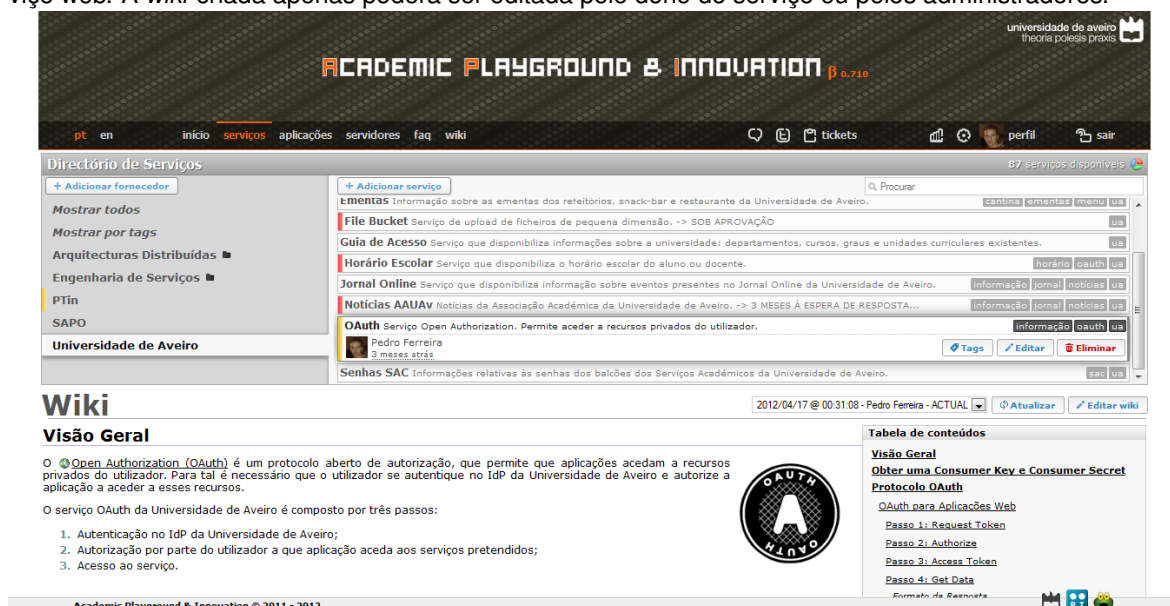 viço web. A wiki criada apenas poderá ser editada pelo dono do serviço ou pelos administradores.
universidade de aveiro
theoria poiesis praxis
ACADEMIC PLAYGROUND & INNOVATION β 0.710
pt en início serviços aplicações servidores faq wiki tickets perfil sair
Directório de Serviços 87 serviços disponíveis
+ Adicionar fornecedor + Adicionar serviço Procurar
Mostrar todos
Mostrar por tags
Arquitecturas Distribuídas
Engenharia de Serviços
PTin
SAPO
Universidade de Aveiro
Ementas Informação sobre as ementas dos refeitórios, snack-bar e restaurante da Universidade de Aveiro. cantina ementas menu ua
File Bucket Serviço de upload de ficheiros de pequena dimensão. -> SOB APROVAÇÃO ua
Guia de Acesso Serviço que disponibiliza informações sobre a universidade: departamentos, cursos, graus e unidades curriculares existentes. ua
Horário Escolar Serviço que disponibiliza o horário escolar do aluno ou docente. horário oauth ua
Jornal Online Serviço que disponibiliza informação sobre eventos presentes no Jornal Online da Universidade de Aveiro. informação jornal notícias ua
Notícias AAUAv Notícias da Associação Académica da Universidade de Aveiro. -> 3 MESES À ESPERA DE RESPOSTA... informação jornal notícias ua
OAuth Serviço Open Authorization. Permite aceder a recursos privados do utilizador. informação oauth ua
Pedro Ferreira
3 meses atrás
Tags Editar Eliminar
Senhas SAC Informações relativas às senhas dos balcões dos Serviços Académicos da Universidade de Aveiro. sac ua
Wiki 2012/04/17 @ 00:31:08 - Pedro Ferreira - ACTUAL Atualizar Editar wiki
Visão Geral
O Open Authorization (OAuth) é um protocolo aberto de autorização, que permite que aplicações acedam a recursos
privados do utilizador. Para tal é necessário que o utilizador se autentique no IdP da Universidade de Aveiro e autorize a
aplicação a aceder a esses recursos.
O serviço OAuth da Universidade de Aveiro é composto por três passos:
1. Autenticação no IdP da Universidade de Aveiro;
2. Autorização por parte do utilizador a que aplicação aceda aos serviços pretendidos;
3. Acesso ao serviço.
OAUTH
A
OAUTH
Tabela de conteúdos
Visão Geral
Obter uma Consumer Key e Consumer Secret
Protocolo OAuth
OAuth para Aplicações Web
Passo 1: Request Token
Passo 2: Authorize
Passo 3: Access Token
Passo 4: Get Data
Formato da Resposta
Academic Playground & Innovation © 2011 - 2012